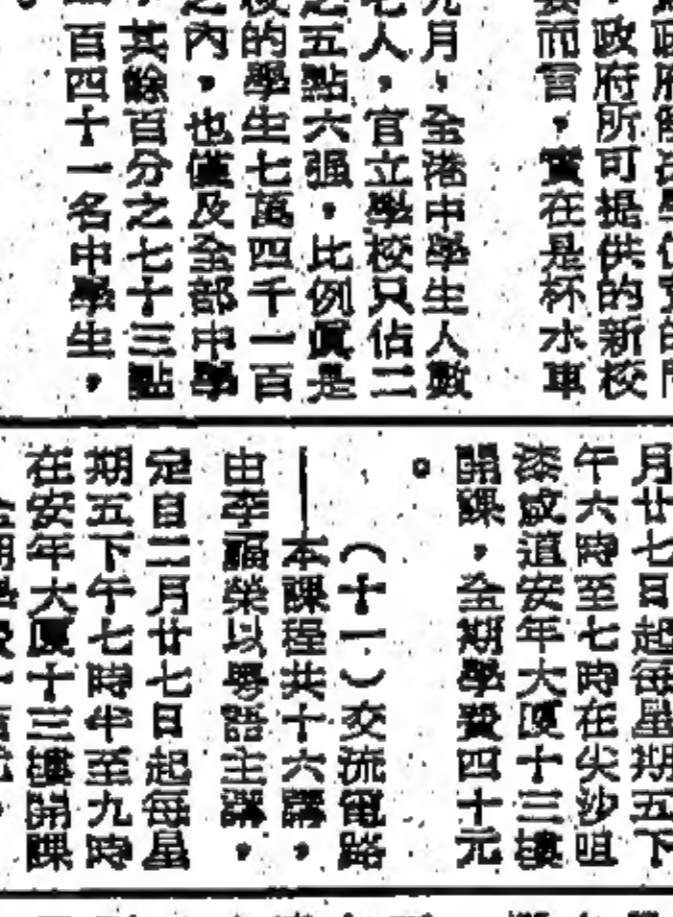 政府所可提供的新校
而言，實在是杯水車
九月，全港中學生人數
七人，官立學校只佔二
之五點六强，比例眞是
校的學生七萬四千一百
之內，也僅及全部中學
，其餘百分之七十三點
百四十一名中學生，
。
月廿七日起每星期五下
午六時至七時在尖沙咀
漆咸道安年大厦十三樓
開課，全期學費四十元
。
（十一）交流電路
——本課程共十六講，
由李福榮以粤語主講，
定自二月廿七日起每星
期五下午七時半至九時
在安年大厦十三樓開課